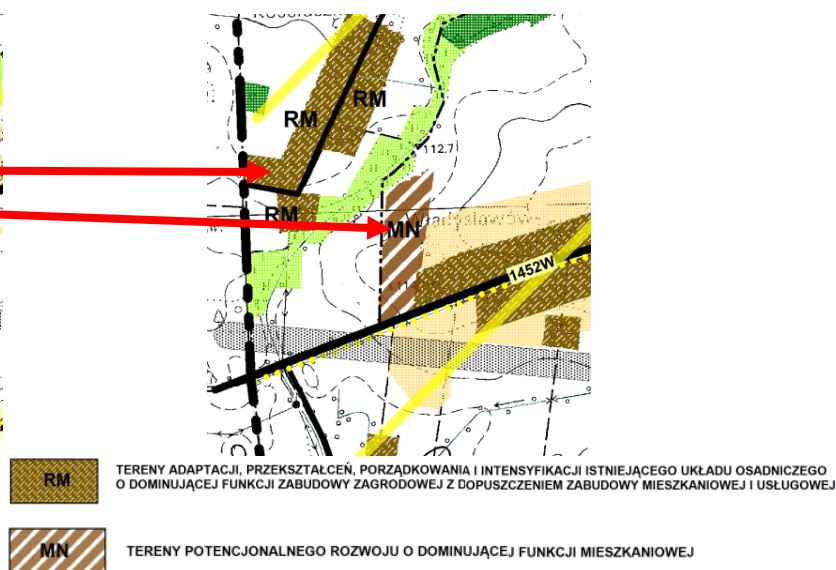 RM
RM
112.7
RM
MN
1452W
RM
TERENY ADAPTACJI, PRZEKSZTAŁCEŃ, PORZĄDKOWANIA I INTENSYFIKACJI ISTNIEJĄCEGO UKŁADU OSADNICZEGO
O DOMINUJĄCEJ FUNKCJI ZABUDOWY ZAGRODOWEJ Z DOPUSZCZENIEM ZABUDOWY MIESZKANIOWEJ I USŁUGOWEJ
MN
TERENY POTENCJONALNEGO ROZWOJU O DOMINUJĄCEJ FUNKCJI MIESZKANIOWEJ